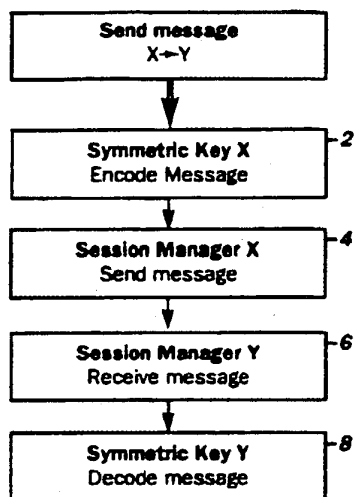 Send message
X→Y
2
Symmetric Key X
Encode Message
4
Session Manager X
Send message
6
Session Manager Y
Receive message
8
Symmetric Key Y
Decode message